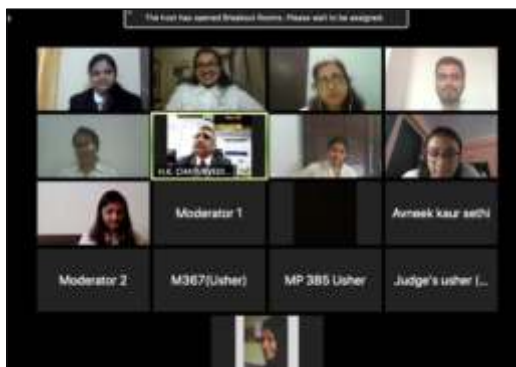 The host has opened Breakout Rooms. Please wait to be assigned.
H.K. CHATURVEDI...
Moderator 1
Avneek kaur sethi
Moderator 2
M367(Usher)
MP 385 Usher
Judge's usher (...